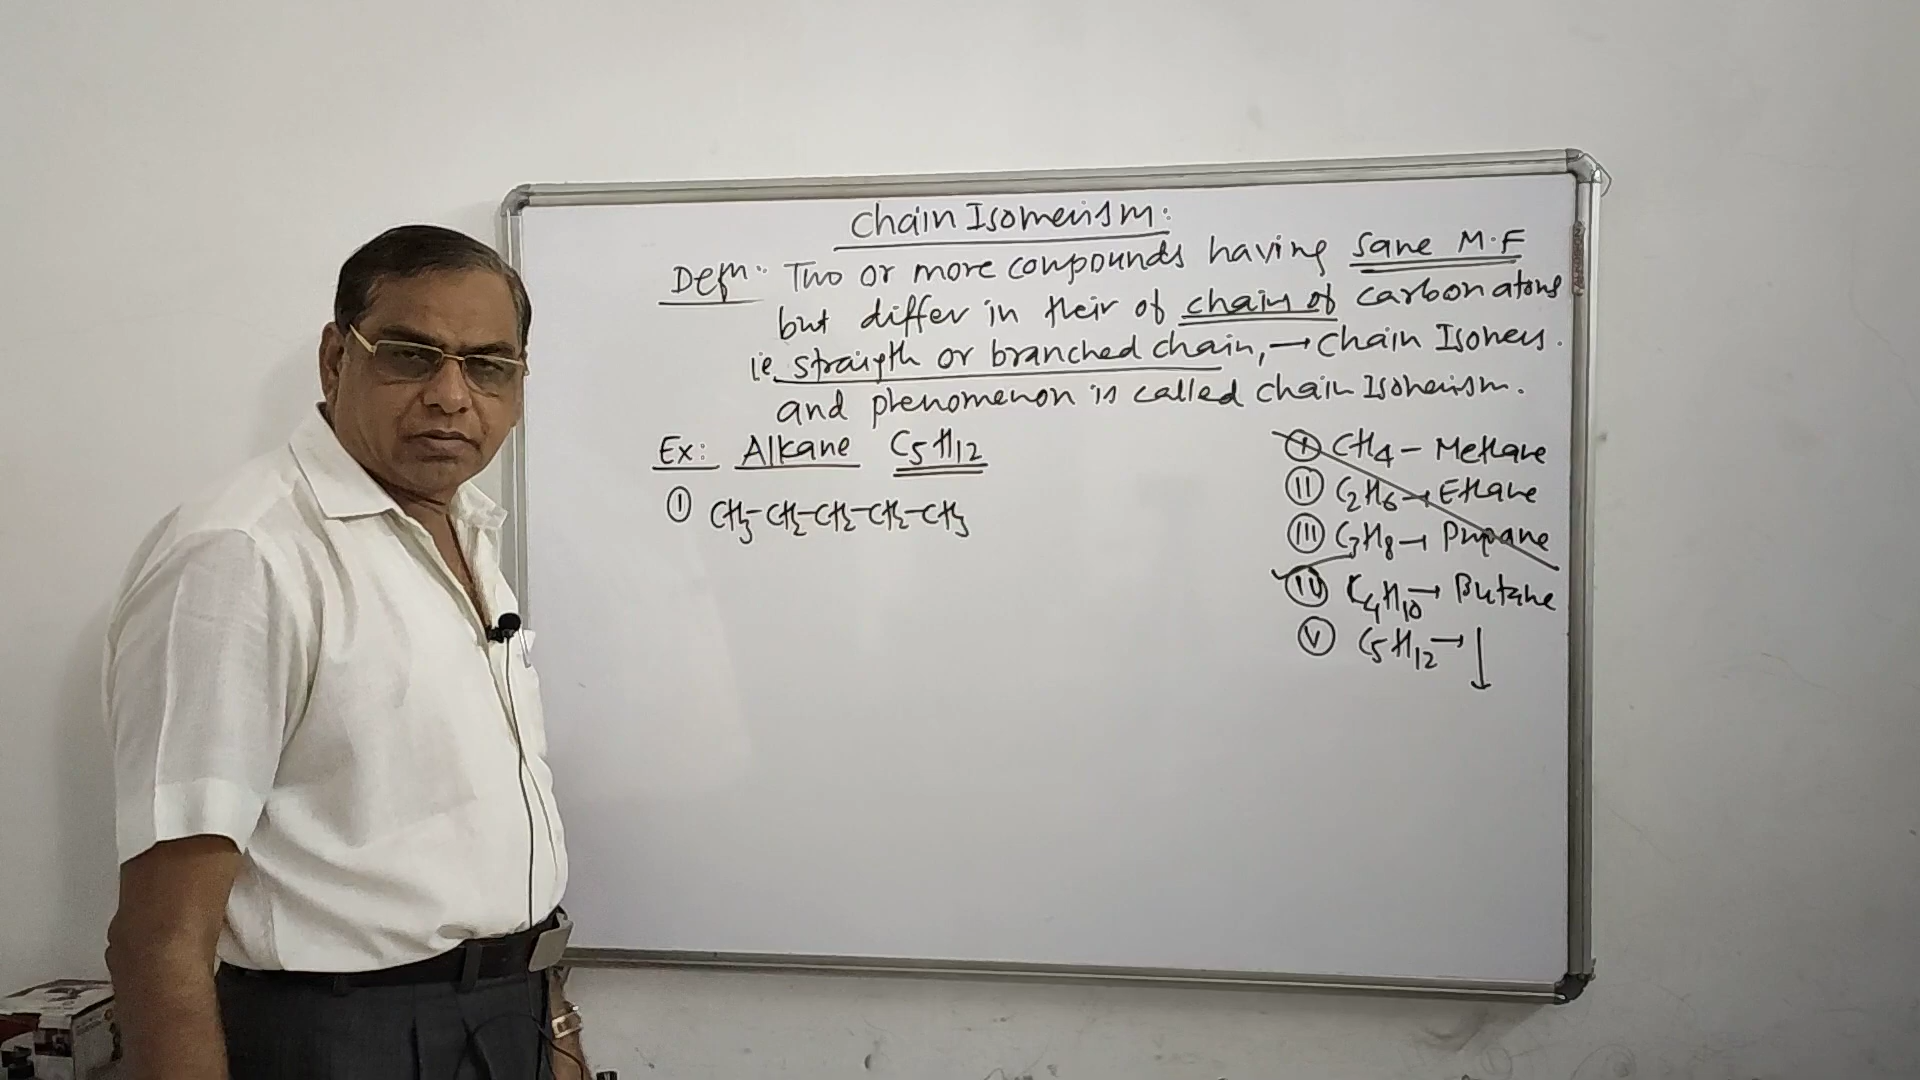 Chain Isomerism:
Defn: Two or more compounds having Same M.F
but differ in their of chain of carbon atoms
i.e. straigth or branched chain, → Chain Isomers.
and phenomenon is called chain Isomerism.
Ex: Alkane C5H12
① CH3-CH2-CH2-CH2-CH3
Ⓘ CH4 – Methane
Ⓘⓘ C2H6 → Ethane
Ⓘⓘⓘ C3H8 → Propane
ⒾⓋ C4H10 → Butane
Ⓥ C5H12 → ↓